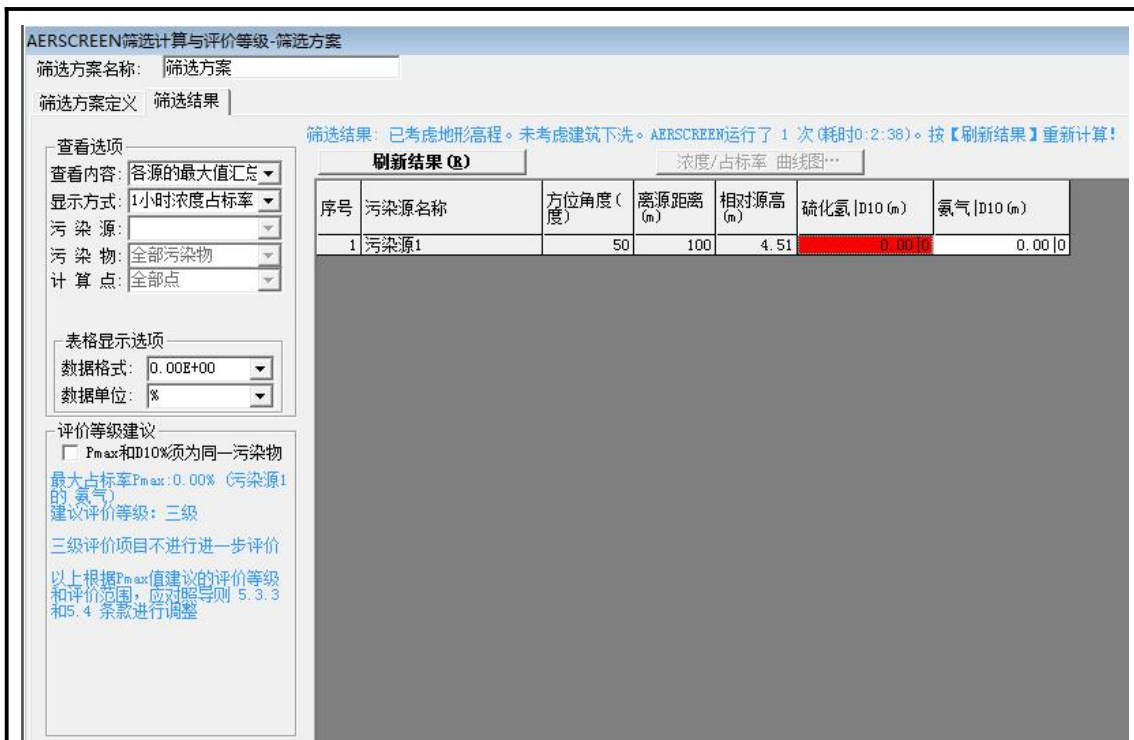 AERSCREEN筛选计算与评价等级-筛选方案
筛选方案名称: 筛选方案
筛选方案定义 筛选结果
筛选结果: 已考虑地形高程。未考虑建筑下洗。AERSCREEN运行了 1 次(耗时0:2:38)。按【刷新结果】重新计算!
查看选项
查看内容: 各源的最大值汇总
显示方式: 1小时浓度占标率
污 染 源:
污 染 物: 全部污染物
计 算 点: 全部点
刷新结果(R) 浓度/占标率 曲线图…
序号 污染源名称 方位角度(度) 离源距离(m) 相对源高(m) 硫化氢|D10(m) 氨气|D10(m)
1 污染源1 50 100 4.51 0.00|0 0.00|0
表格显示选项
数据格式: 0.00E+00
数据单位: %
评价等级建议
Pmax和D10%须为同一污染物
最大占标率Pmax:0.00% (污染源1
的 氨气)
建议评价等级: 三级
三级评价项目不进行进一步评价
以上根据Pmax值建议的评价等级
和评价范围,应对照导则 5.3.3
和5.4 条款进行调整